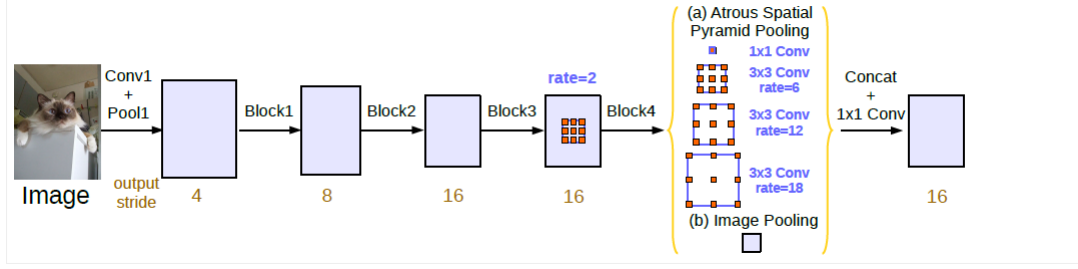 (a) Atrous Spatial
Pyramid Pooling
1x1 Conv
3x3 Conv
rate=6
3x3 Conv
rate=12
3x3 Conv
rate=18
(b) Image Pooling
Conv1
+
Pool1
Block1
Block2
Block3
rate=2
Block4
Concat
+
1x1 Conv
Image
output
stride
4
8
16
16
16